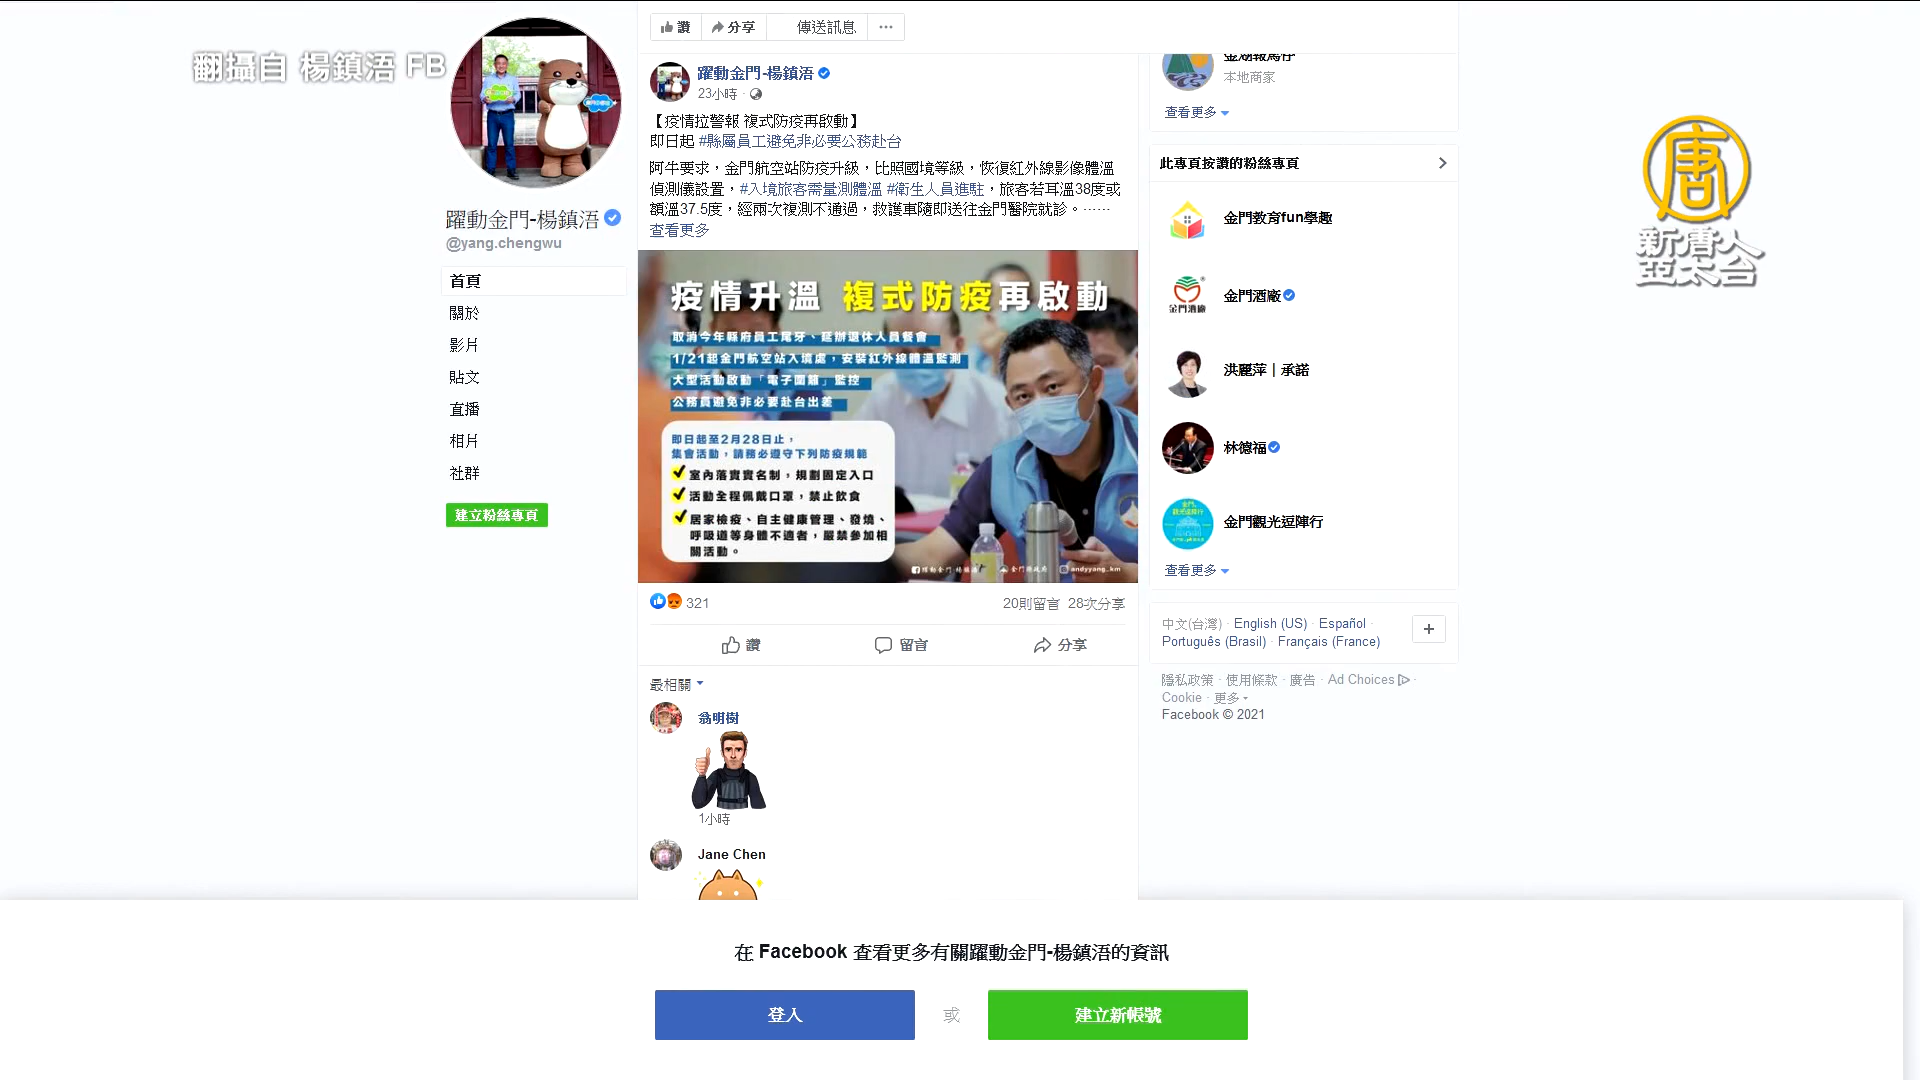 翻攝自 楊鎮浯 FB
躍動金門-楊鎮浯
@yang.chengwu
首頁
關於
影片
貼文
直播
相片
社群
建立粉絲專頁
讚 分享 傳送訊息 ...
躍動金門-楊鎮浯
23小時
【疫情拉警報 複式防疫再啟動】
即日起 #縣屬員工避免非必要公務赴台
阿牛要求，金門航空站防疫升級，比照國境等級，恢復紅外線影像體溫
偵測儀設置，#入境旅客需量測體溫 #衛生人員進駐，旅客若耳溫38度或
額溫37.5度，經兩次複測不通過，救護車隨即送往金門醫院就診。⋯⋯
查看更多
疫情升溫 複式防疫再啟動
取消今年縣府員工尾牙、延辦退休人員餐會
1/21起金門航空站入境處，安裝紅外線體溫監測
大型活動啟動「電子圍籬」監控
公務員避免非必要赴台出差
即日起至2月28日止，
集會活動，請務必遵守下列防疫規範
室內落實實名制，規劃固定入口
活動全程佩戴口罩，禁止飲食
居家檢疫、自主健康管理、發燒、
呼吸道等身體不適者，嚴禁參加相
關活動。
躍動金門-楊鎮浯 金門縣政府 andyyang_km
321
20則留言 28次分享
讚 留言 分享
最相關
翁明樹
1小時
Jane Chen
本地商家
查看更多
此專頁按讚的粉絲專頁
金門教育fun學趣
金門酒廠
金門酒廠
洪麗萍｜承諾
林德福
金門觀光逗陣行
查看更多
中文(台灣) · English (US) · Español ·
Português (Brasil) · Français (France)
+
隱私政策 · 使用條款 · 廣告 · Ad Choices ·
Cookie · 更多
Facebook © 2021
唐
新唐人
亞太台
在 Facebook 查看更多有關躍動金門-楊鎮浯的資訊
登入 或 建立新帳號